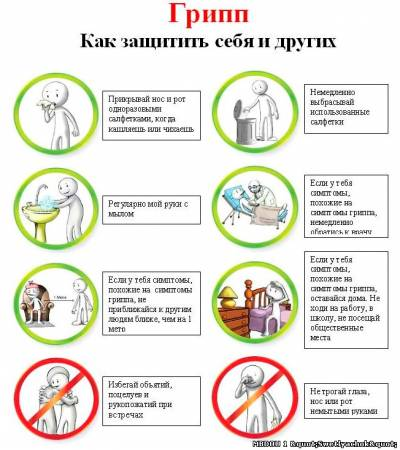 Грипп
Как защитить себя и других
Прикрывай нос и рот
одноразовыми
салфетками, когда
кашляешь или чихаешь
Немедленно
выбрасывай
использованные
салфетки
Регулярно мой руки с
мылом
Если у тебя
симптомы,
похожие на
симптомы гриппа,
немедленно
обратись к врачу
Если у тебя симптомы,
похожие на симптомы
гриппа, не
приближайся к другим
людям ближе, чем на 1
метр
Если у тебя
симптомы,
похожие на
симптомы гриппа,
оставайся дома. Не
ходи на работу, в
школу, не посещай
общественные
места
Избегай объятий,
поцелуев и
рукопожатий при
встречах
Не трогай глаза,
нос или рот
немытыми руками